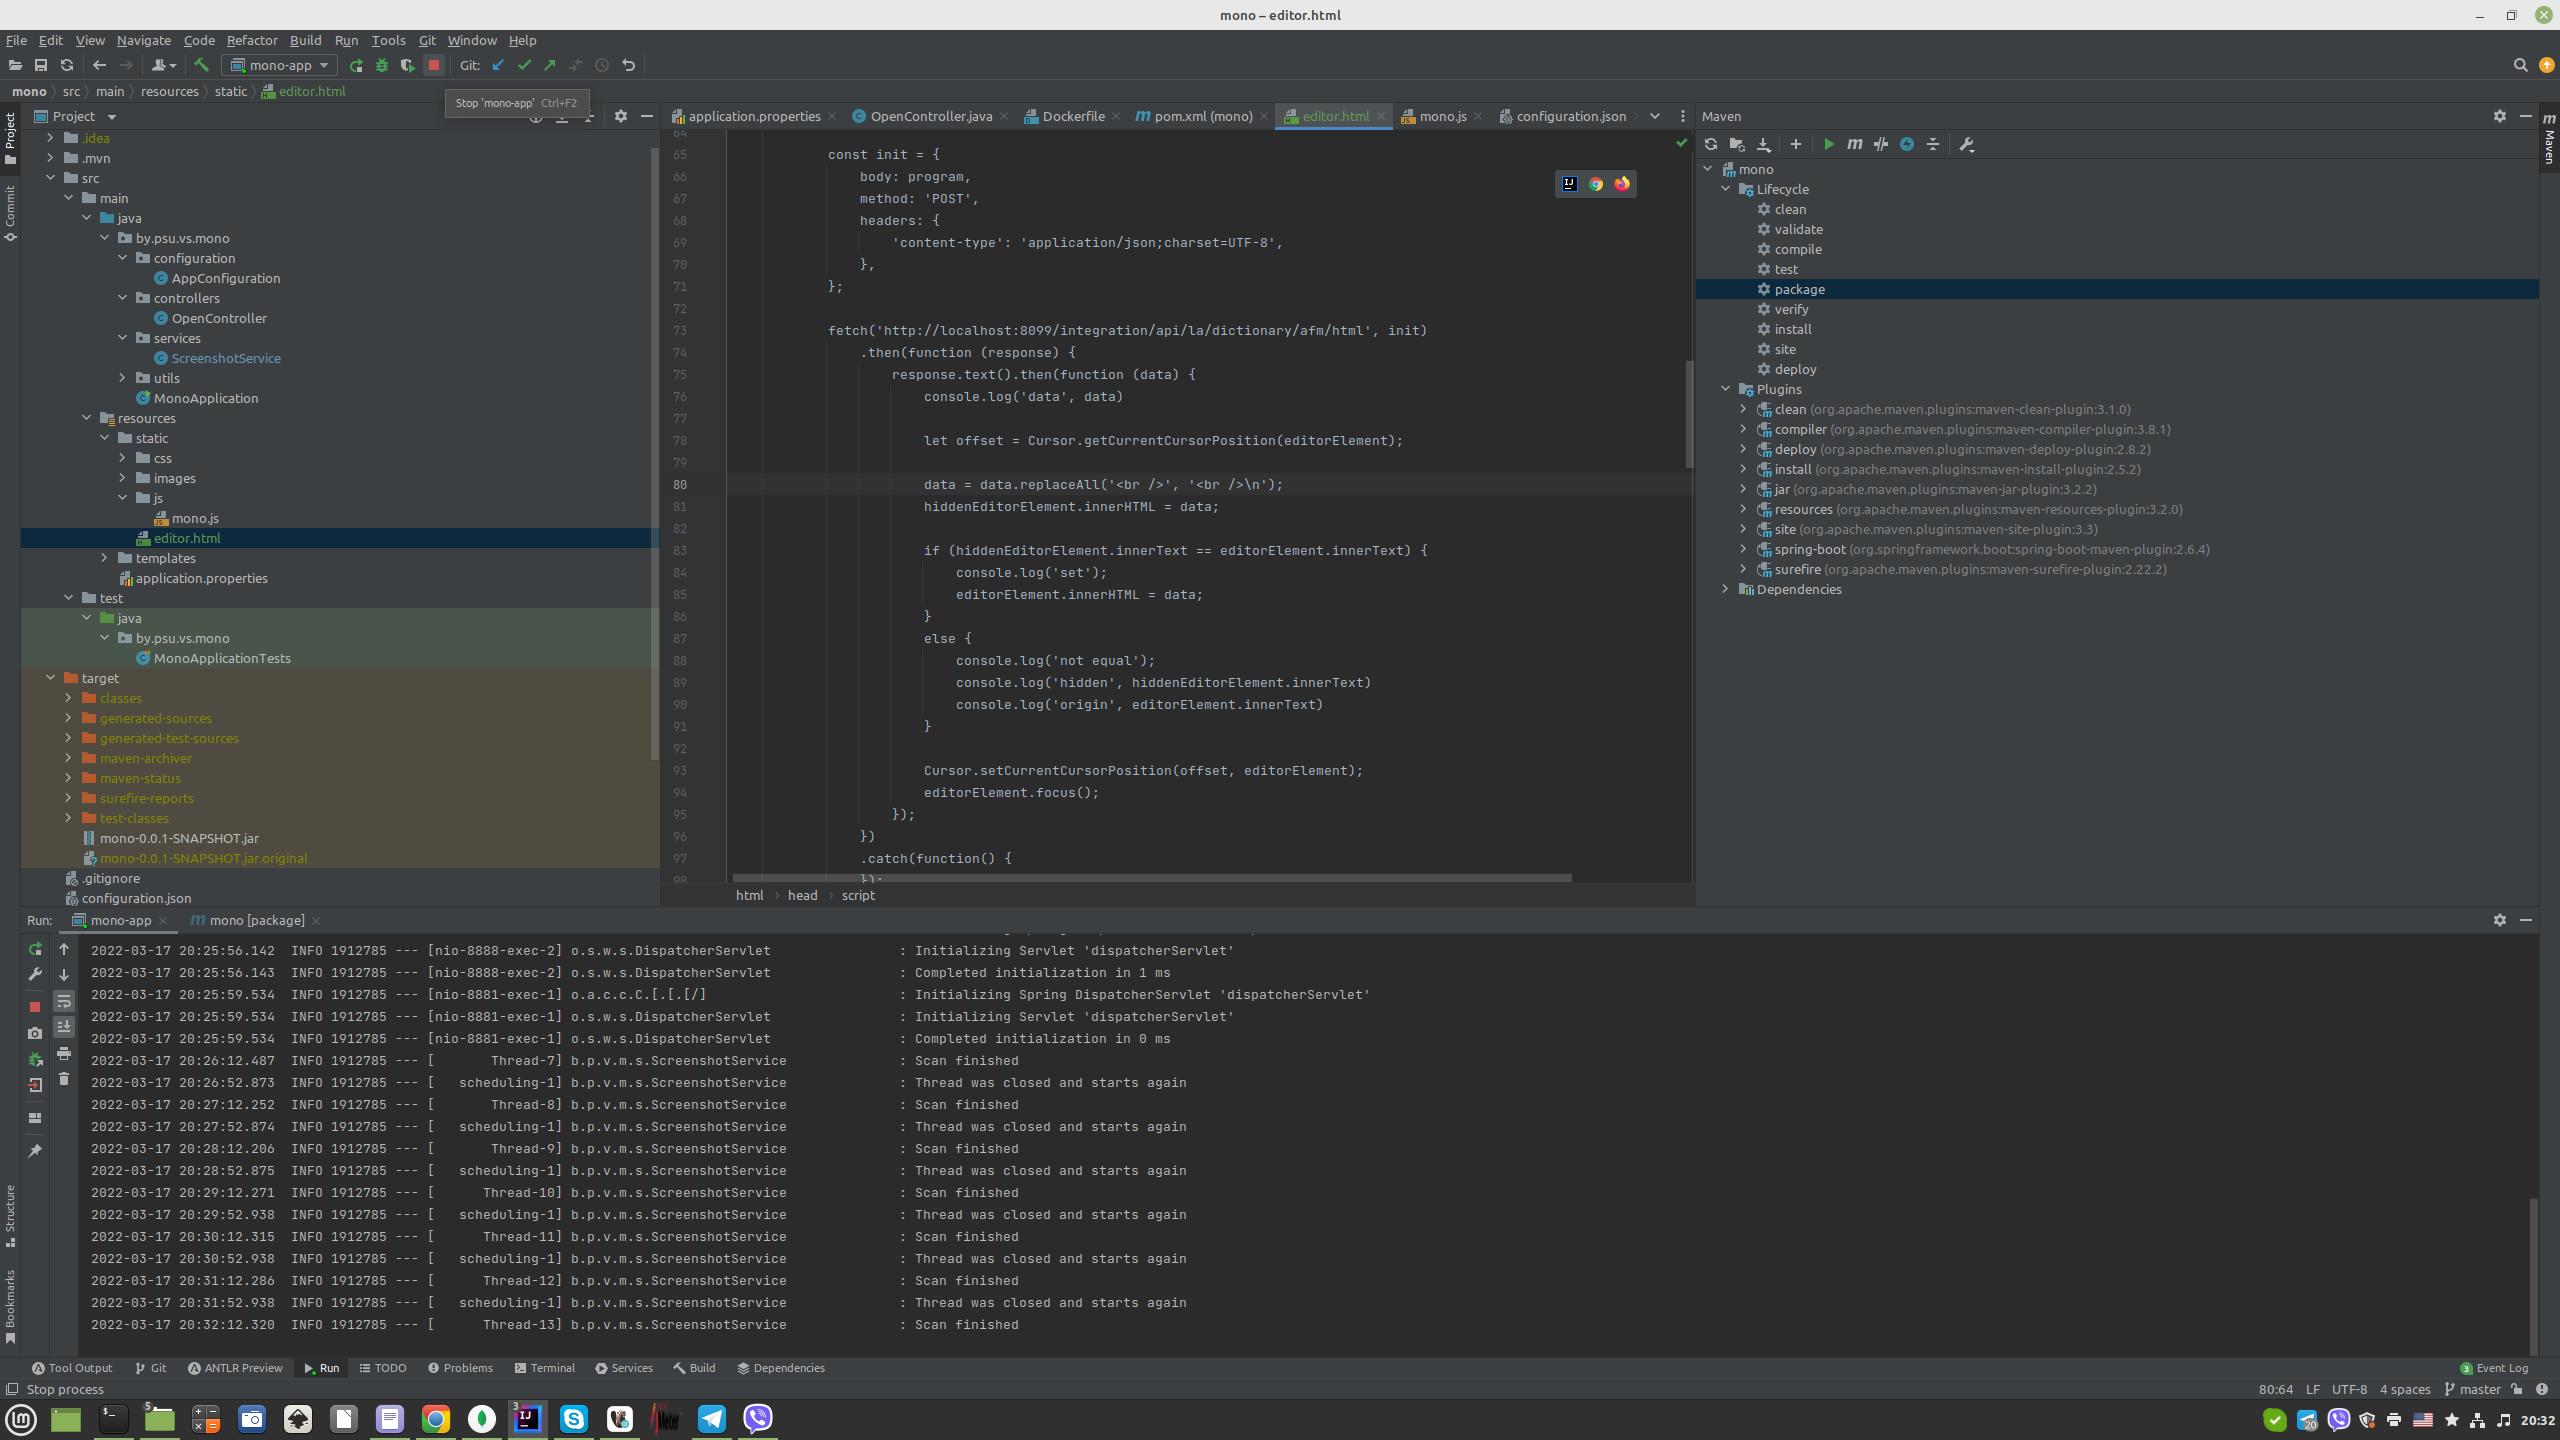 mono – editor.html
File Edit View Navigate Code Refactor Build Run Tools Git Window Help
mono-app Git:
mono src main resources static editor.html
Stop 'mono-app' Ctrl+F2
Project
.idea
.mvn
src
main
java
by.psu.vs.mono
configuration
AppConfiguration
controllers
OpenController
services
ScreenshotService
utils
MonoApplication
resources
static
css
images
js
mono.js
editor.html
templates
application.properties
test
java
by.psu.vs.mono
MonoApplicationTests
target
classes
generated-sources
generated-test-sources
maven-archiver
maven-status
surefire-reports
test-classes
mono-0.0.1-SNAPSHOT.jar
mono-0.0.1-SNAPSHOT.jar.original
.gitignore
configuration.json
Project
Commit
Structure
Bookmarks
application.properties OpenController.java Dockerfile pom.xml (mono) editor.html mono.js configuration.json
64
65 const init = {
66 body: program,
67 method: 'POST',
68 headers: {
69 'content-type': 'application/json;charset=UTF-8',
70 },
71 };
72
73 fetch('http://localhost:8099/integration/api/la/dictionary/afm/html', init)
74 .then(function (response) {
75 response.text().then(function (data) {
76 console.log('data', data)
77
78 let offset = Cursor.getCurrentCursorPosition(editorElement);
79
80 data = data.replaceAll('<br />', '<br />\n');
81 hiddenEditorElement.innerHTML = data;
82
83 if (hiddenEditorElement.innerText == editorElement.innerText) {
84 console.log('set');
85 editorElement.innerHTML = data;
86 }
87 else {
88 console.log('not equal');
89 console.log('hidden', hiddenEditorElement.innerText)
90 console.log('origin', editorElement.innerText)
91 }
92
93 Cursor.setCurrentCursorPosition(offset, editorElement);
94 editorElement.focus();
95 });
96 })
97 .catch(function() {
98 });
html head script
Maven
mono
Lifecycle
clean
validate
compile
test
package
verify
install
site
deploy
Plugins
clean (org.apache.maven.plugins:maven-clean-plugin:3.1.0)
compiler (org.apache.maven.plugins:maven-compiler-plugin:3.8.1)
deploy (org.apache.maven.plugins:maven-deploy-plugin:2.8.2)
install (org.apache.maven.plugins:maven-install-plugin:2.5.2)
jar (org.apache.maven.plugins:maven-jar-plugin:3.2.2)
resources (org.apache.maven.plugins:maven-resources-plugin:3.2.0)
site (org.apache.maven.plugins:maven-site-plugin:3.3)
spring-boot (org.springframework.boot:spring-boot-maven-plugin:2.6.4)
surefire (org.apache.maven.plugins:maven-surefire-plugin:2.22.2)
Dependencies
Maven
Run: mono-app mono [package]
2022-03-17 20:25:56.142 INFO 1912785 --- [nio-8888-exec-2] o.s.w.s.DispatcherServlet : Initializing Servlet 'dispatcherServlet'
2022-03-17 20:25:56.143 INFO 1912785 --- [nio-8888-exec-2] o.s.w.s.DispatcherServlet : Completed initialization in 1 ms
2022-03-17 20:25:59.534 INFO 1912785 --- [nio-8881-exec-1] o.a.c.c.C.[.[.[/] : Initializing Spring DispatcherServlet 'dispatcherServlet'
2022-03-17 20:25:59.534 INFO 1912785 --- [nio-8881-exec-1] o.s.w.s.DispatcherServlet : Initializing Servlet 'dispatcherServlet'
2022-03-17 20:25:59.534 INFO 1912785 --- [nio-8881-exec-1] o.s.w.s.DispatcherServlet : Completed initialization in 0 ms
2022-03-17 20:26:12.487 INFO 1912785 --- [ Thread-7] b.p.v.m.s.ScreenshotService : Scan finished
2022-03-17 20:26:52.873 INFO 1912785 --- [ scheduling-1] b.p.v.m.s.ScreenshotService : Thread was closed and starts again
2022-03-17 20:27:12.252 INFO 1912785 --- [ Thread-8] b.p.v.m.s.ScreenshotService : Scan finished
2022-03-17 20:27:52.874 INFO 1912785 --- [ scheduling-1] b.p.v.m.s.ScreenshotService : Thread was closed and starts again
2022-03-17 20:28:12.206 INFO 1912785 --- [ Thread-9] b.p.v.m.s.ScreenshotService : Scan finished
2022-03-17 20:28:52.875 INFO 1912785 --- [ scheduling-1] b.p.v.m.s.ScreenshotService : Thread was closed and starts again
2022-03-17 20:29:12.271 INFO 1912785 --- [ Thread-10] b.p.v.m.s.ScreenshotService : Scan finished
2022-03-17 20:29:52.938 INFO 1912785 --- [ scheduling-1] b.p.v.m.s.ScreenshotService : Thread was closed and starts again
2022-03-17 20:30:12.315 INFO 1912785 --- [ Thread-11] b.p.v.m.s.ScreenshotService : Scan finished
2022-03-17 20:30:52.938 INFO 1912785 --- [ scheduling-1] b.p.v.m.s.ScreenshotService : Thread was closed and starts again
2022-03-17 20:31:12.286 INFO 1912785 --- [ Thread-12] b.p.v.m.s.ScreenshotService : Scan finished
2022-03-17 20:31:52.938 INFO 1912785 --- [ scheduling-1] b.p.v.m.s.ScreenshotService : Thread was closed and starts again
2022-03-17 20:32:12.320 INFO 1912785 --- [ Thread-13] b.p.v.m.s.ScreenshotService : Scan finished
Tool Output Git ANTLR Preview Run TODO Problems Terminal Services Build Dependencies 3 Event Log
Stop process 80:64 LF UTF-8 4 spaces master
5 3 IJ Meter 20 20:32